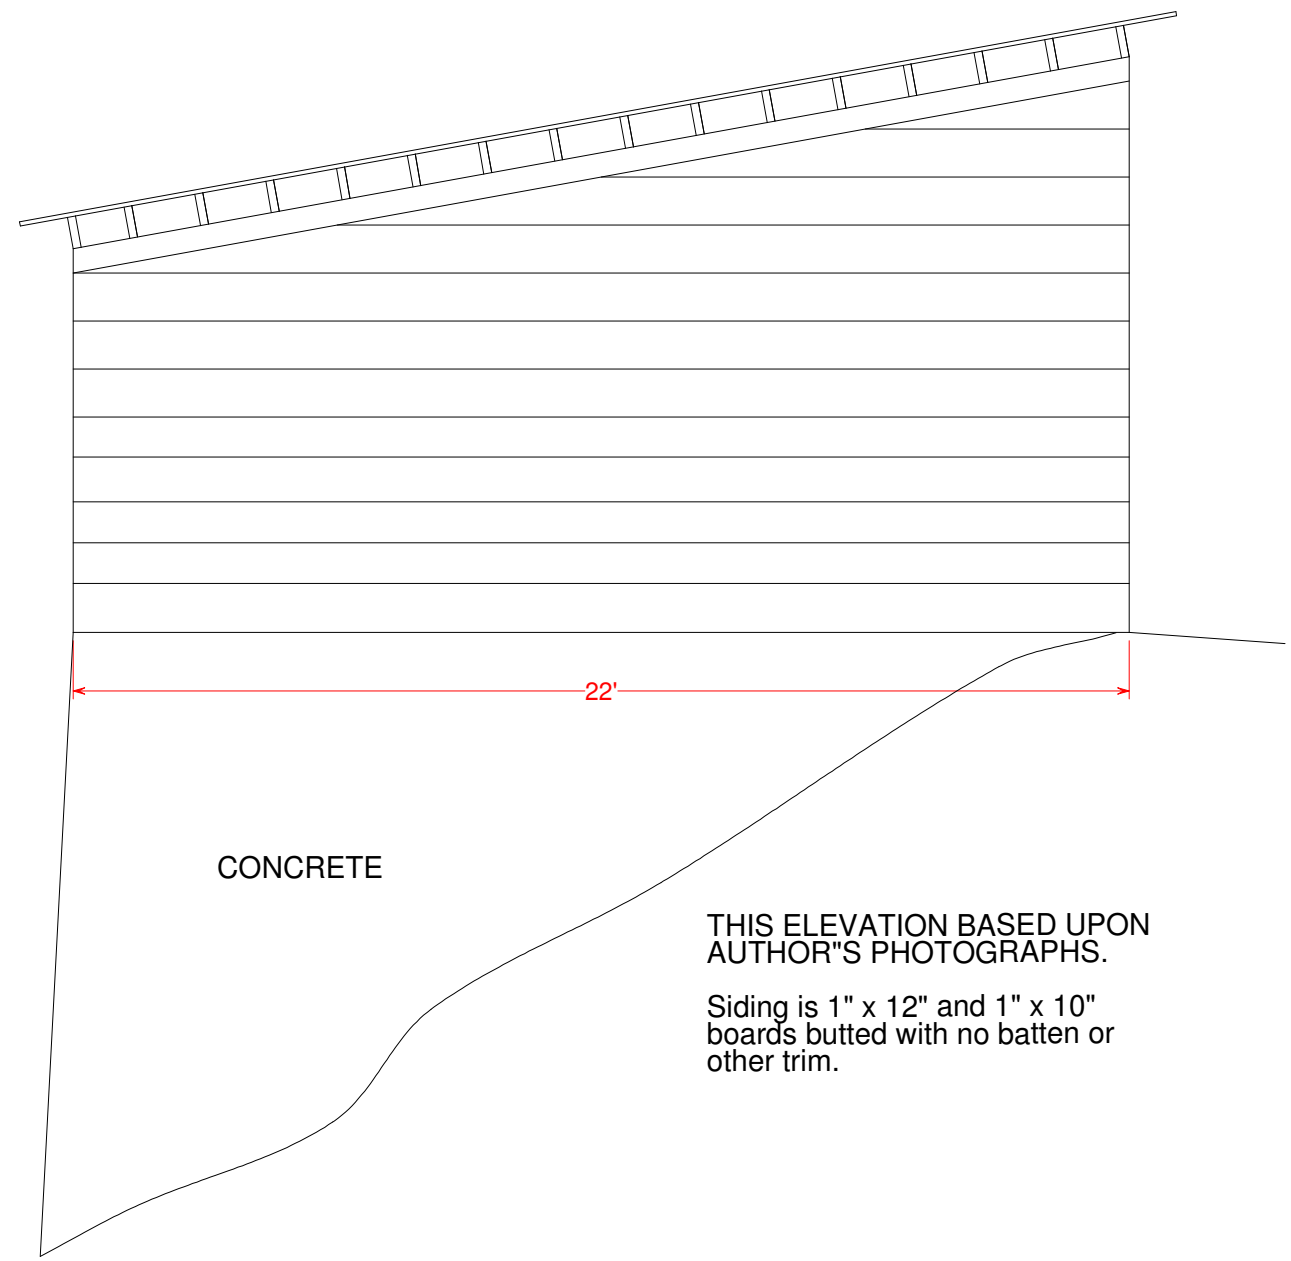 22'
CONCRETE
THIS ELEVATION BASED UPON
AUTHOR"S PHOTOGRAPHS.
Siding is 1" x 12" and 1" x 10"
boards butted with no batten or
other trim.